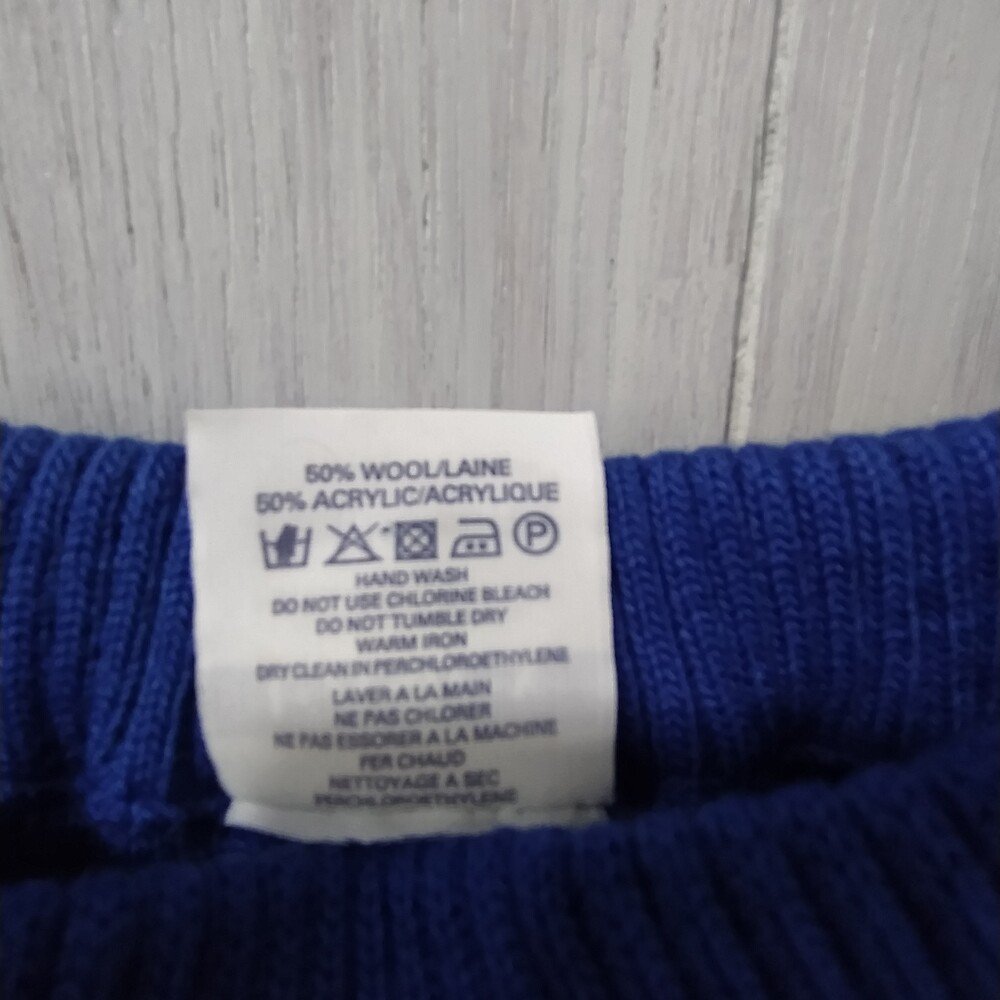 50% WOOL/LAINE
50% ACRYLIC/ACRYLIQUE
P
HAND WASH
DO NOT USE CHLORINE BLEACH
DO NOT TUMBLE DRY
WARM IRON
DRY CLEAN IN PERCHLOROETHYLENE
LAVER A LA MAIN
NE PAS CHLORER
NE PAS ESSORER A LA MACHINE
FER CHAUD
NETTOYAGE A SEC
PERCHLOROETHYLENE